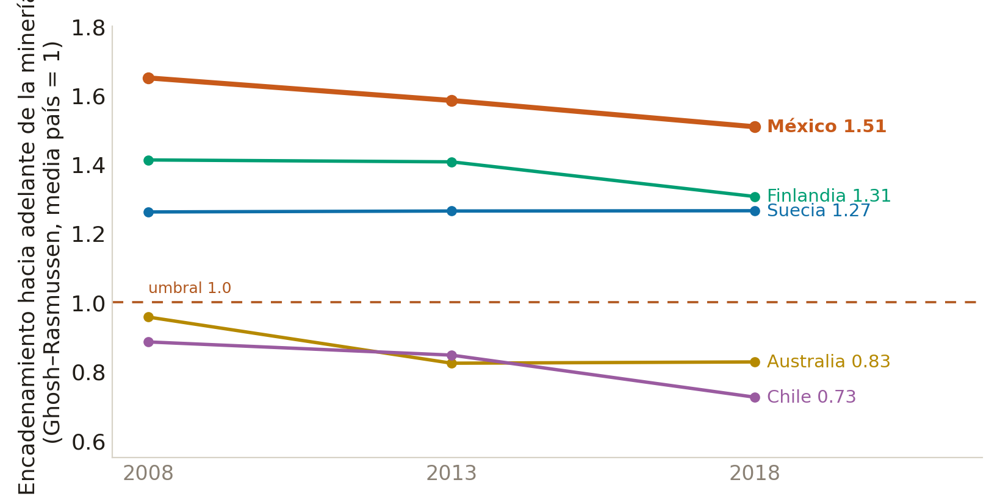 Encadenamiento hacia adelante de la minería
(Ghosh–Rasmussen, media país = 1)
1.8
1.6
1.4
1.2
1.0
0.8
0.6
México 1.51
Finlandia 1.31
Suecia 1.27
umbral 1.0
Australia 0.83
Chile 0.73
2008
2013
2018